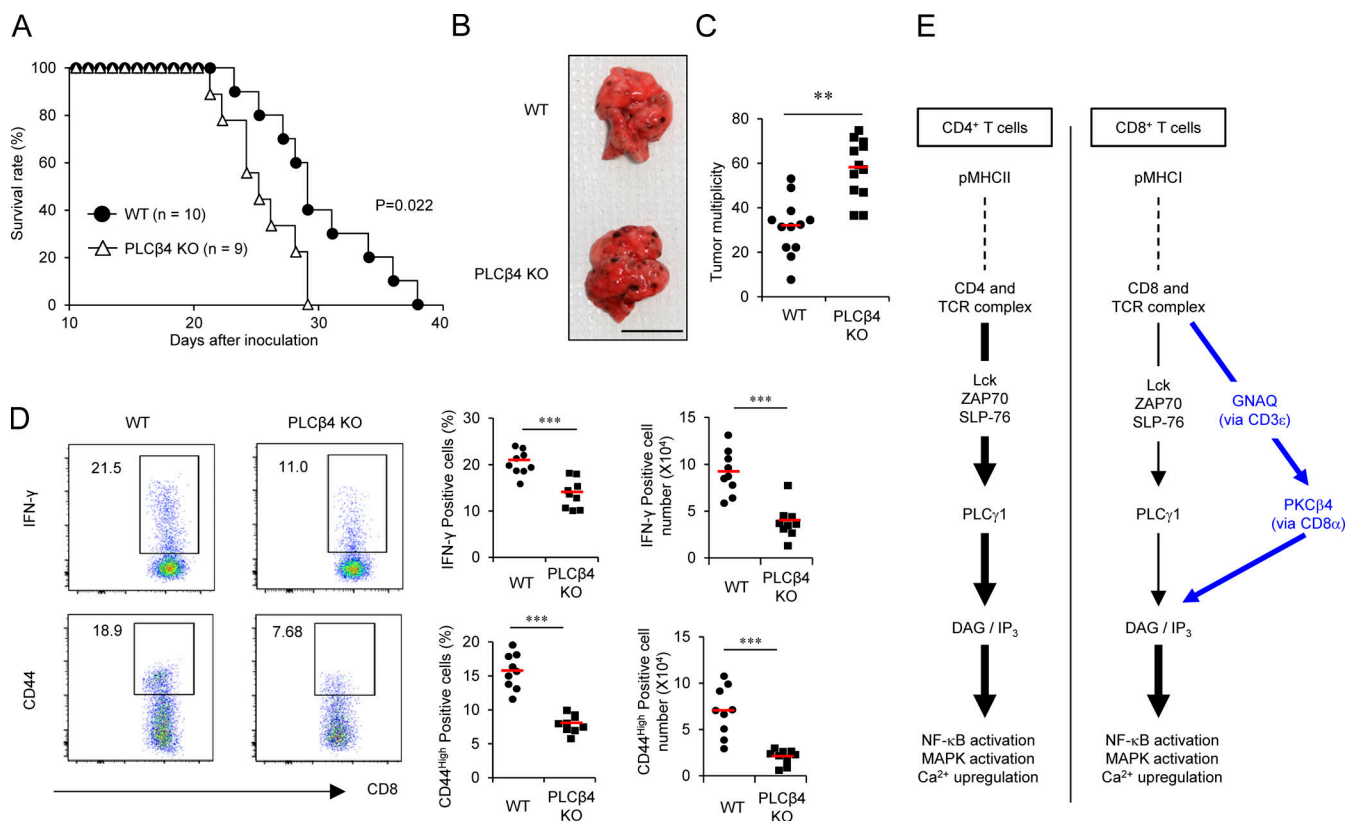 A
Survival rate (%)
100
80
60
40
20
0
10
20
30
40
Days after inoculation
WT (n = 10)
PLCβ4 KO (n = 9)
P=0.022
B
WT
PLCβ4 KO
C
**
Tumor multiplicity
80
60
40
20
0
WT
PLCβ4
KO
D
WT
PLCβ4 KO
IFN-γ
21.5
11.0
CD44
18.9
7.68
CD8
IFN-γ Positive cells (%)
30
20
10
0
***
WT
PLCβ4
KO
IFN-γ Positive cell
number (X10⁴)
15
10
5
0
***
WT
PLCβ4
KO
CD44ᴴⁱᵍʰ Positive cells (%)
20
15
10
5
0
***
WT
PLCβ4
KO
CD44ᴴⁱᵍʰ Positive cell
number (X10⁴)
15
10
5
0
***
WT
PLCβ4
KO
E
CD4⁺ T cells
pMHCII
CD4 and
TCR complex
Lck
ZAP70
SLP-76
PLCγ1
DAG / IP₃
NF-κB activation
MAPK activation
Ca²⁺ upregulation
CD8⁺ T cells
pMHCI
CD8 and
TCR complex
Lck
ZAP70
SLP-76
GNAQ
(via CD3ε)
PLCγ1
PKCβ4
(via CD8α)
DAG / IP₃
NF-κB activation
MAPK activation
Ca²⁺ upregulation